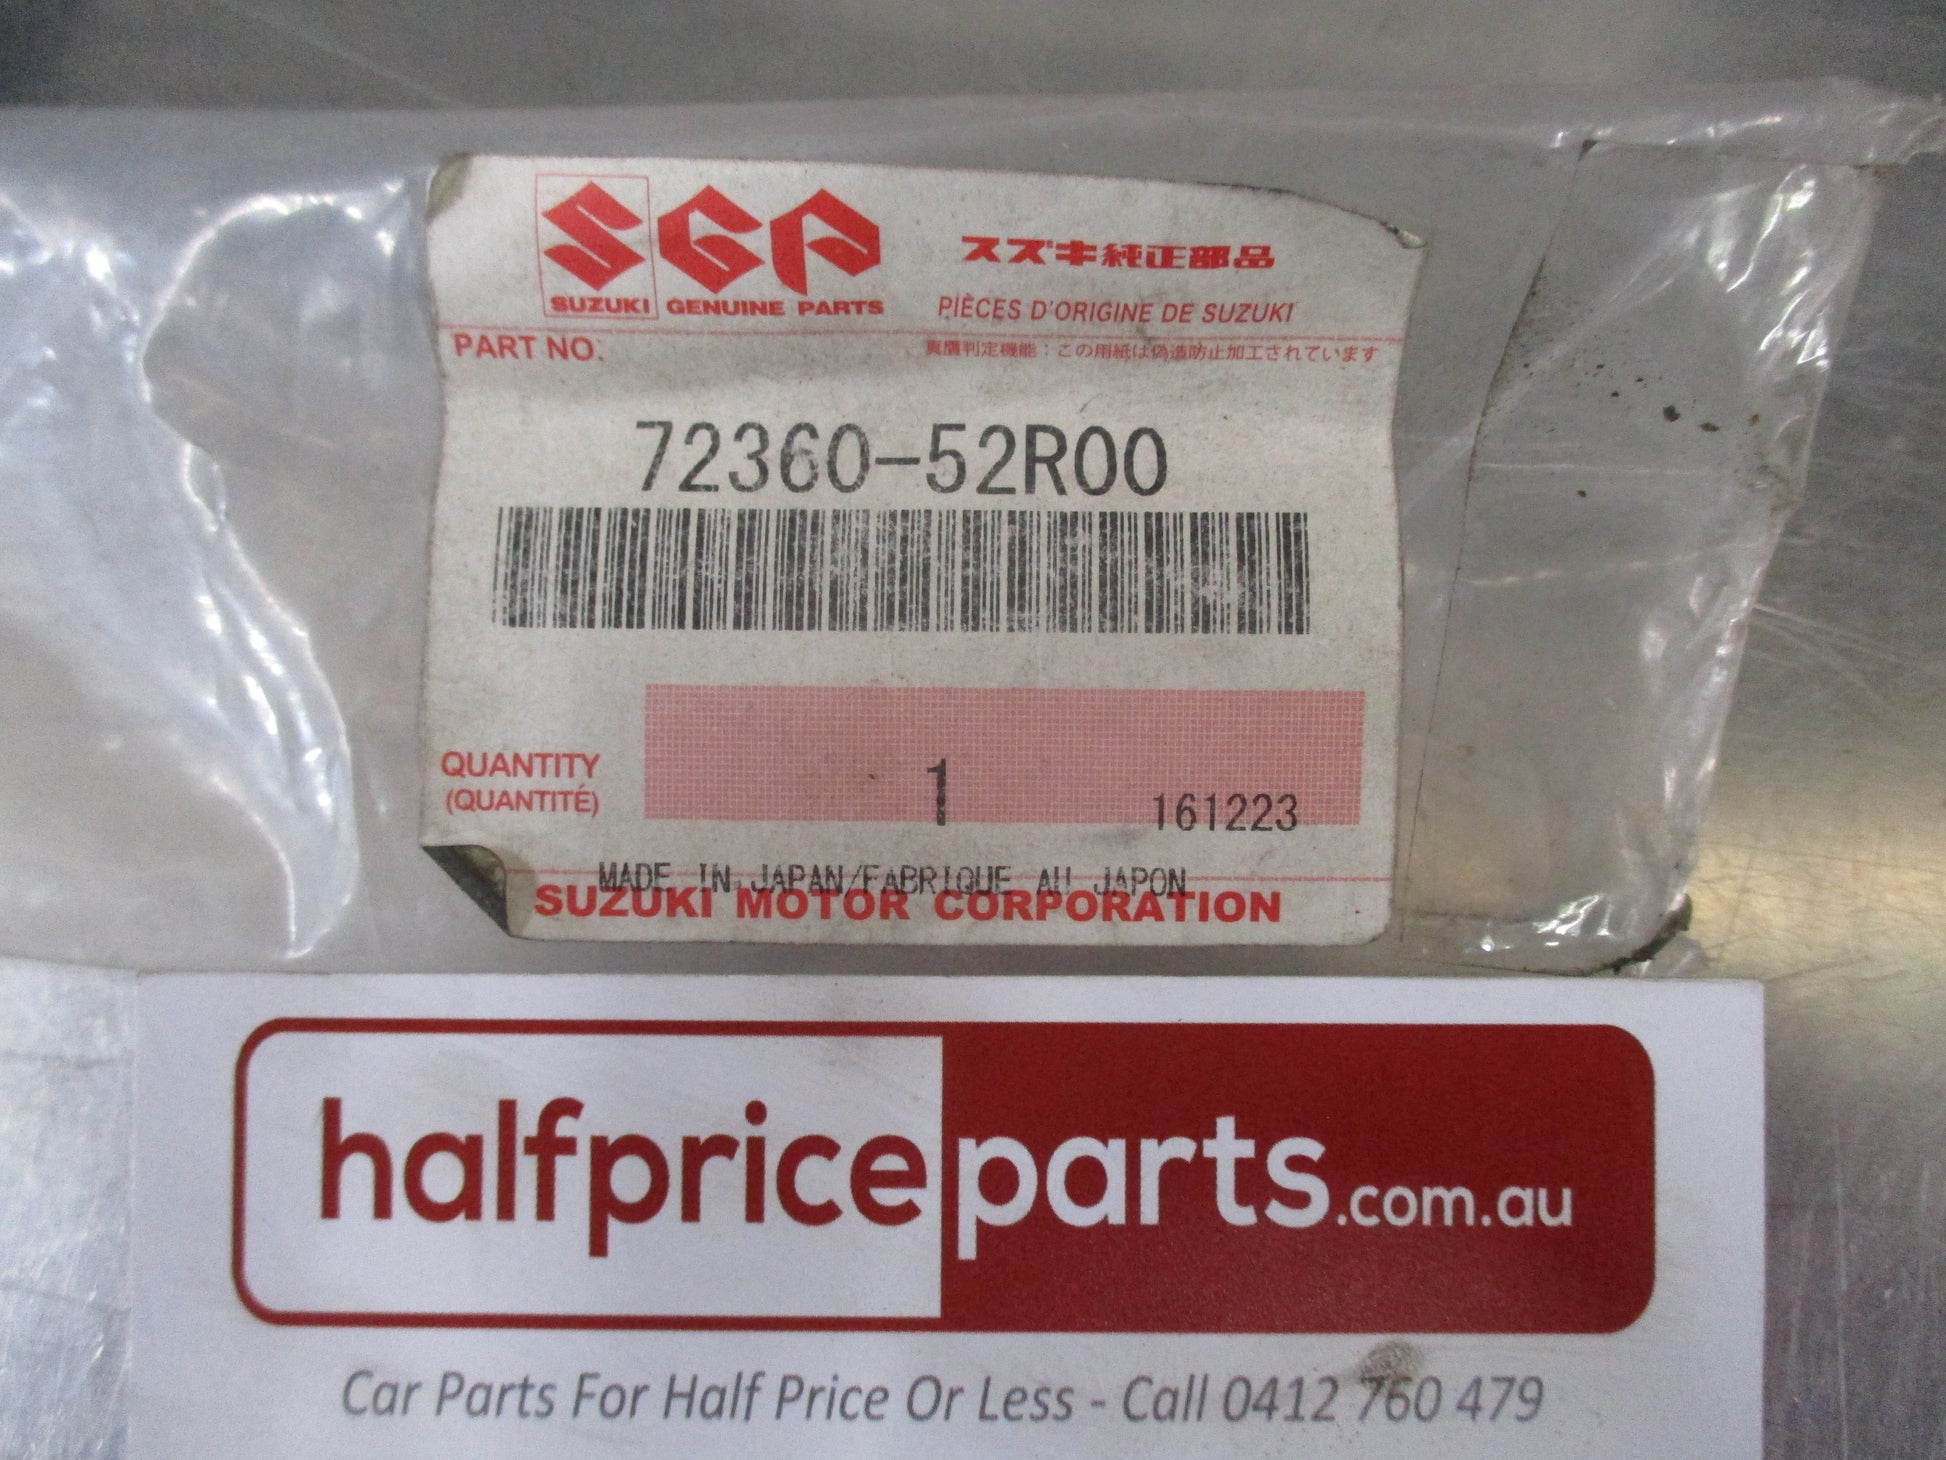 SGP スズキ純正部品
SUZUKI GENUINE PARTS PIÈCES D'ORIGINE DE SUZUKI
PART NO. 真贋判定機能：この用紙は偽造防止加工されています
72360-52R00
QUANTITY
(QUANTITÉ) 1 161223
MADE IN JAPAN/FABRIQUE AU JAPON
SUZUKI MOTOR CORPORATION
halfpriceparts.com.au
Car Parts For Half Price Or Less - Call 0412 760 479